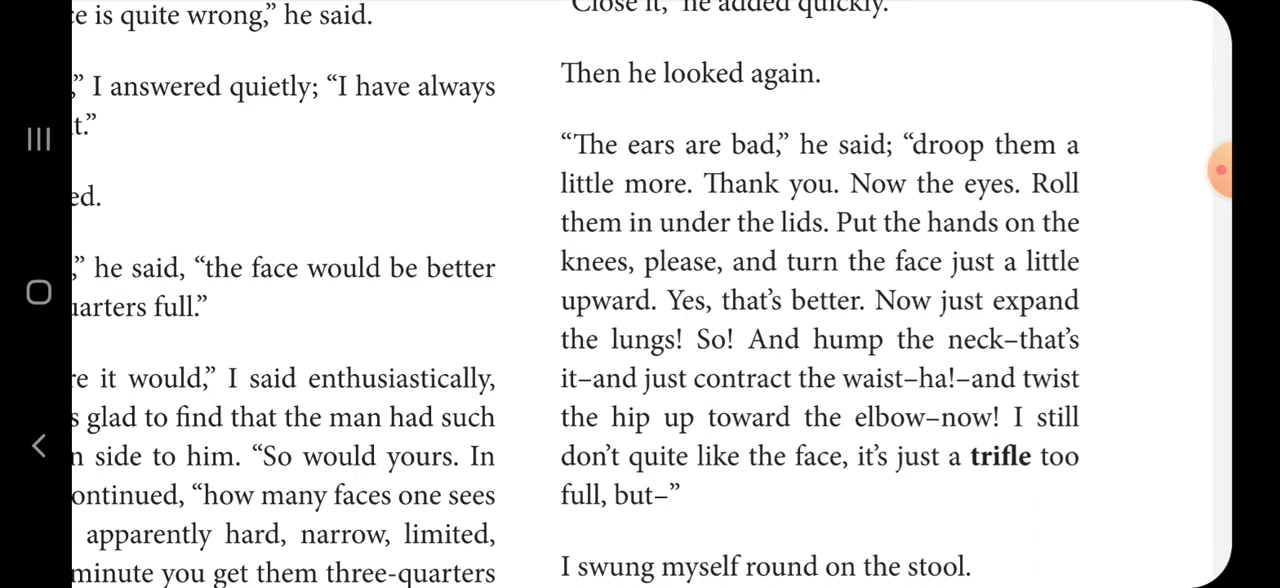 is quite wrong,” he said.
I answered quietly; “I have always
he said, “the face would be better
full.”
it would,” I said enthusiastically,
glad to find that the man had such
side to him. “So would yours. In
“how many faces one sees
apparently hard, narrow, limited,
minute you get them three-quarters
“Close it,” he added quickly.
Then he looked again.
“The ears are bad,” he said; “droop them a
little more. Thank you. Now the eyes. Roll
them in under the lids. Put the hands on the
knees, please, and turn the face just a little
upward. Yes, that’s better. Now just expand
the lungs! So! And hump the neck–that’s
it–and just contract the waist–ha!–and twist
the hip up toward the elbow–now! I still
don’t quite like the face, it’s just a trifle too
full, but–”
I swung myself round on the stool.